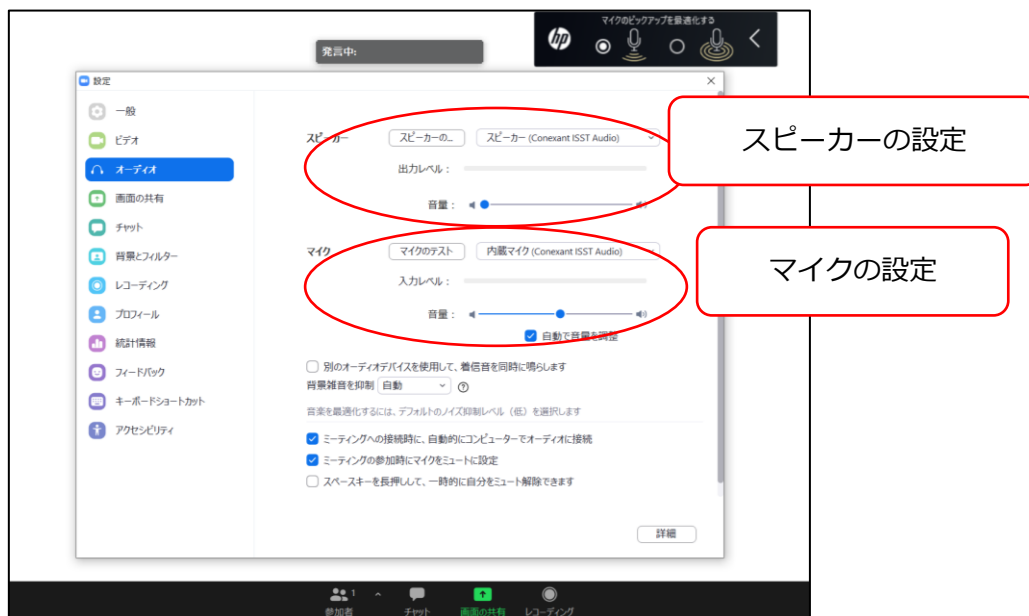 マイクのピックアップを最適化する
hp
発言中:
設定
一般
ビデオ
オーディオ
画面の共有
チャット
背景とフィルター
レコーディング
プロフィール
統計情報
フィードバック
キーボードショートカット
アクセシビリティ
スピーカー スピーカーの... スピーカー (Conexant ISST Audio)
出力レベル：
音量：
マイク マイクのテスト 内蔵マイク (Conexant ISST Audio)
入力レベル：
音量：
自動で音量を調整
別のオーディオデバイスを使用して、着信音を同時に鳴らします
背景雑音を抑制 自動
音楽を最適化するには、デフォルトのノイズ抑制レベル（低）を選択します
ミーティングへの接続時に、自動的にコンピューターでオーディオに接続
ミーティングの参加時にマイクをミュートに設定
スペースキーを長押しして、一時的に自分をミュート解除できます
詳細
スピーカーの設定
マイクの設定
1
参加者 チャット 画面の共有 レコーディング